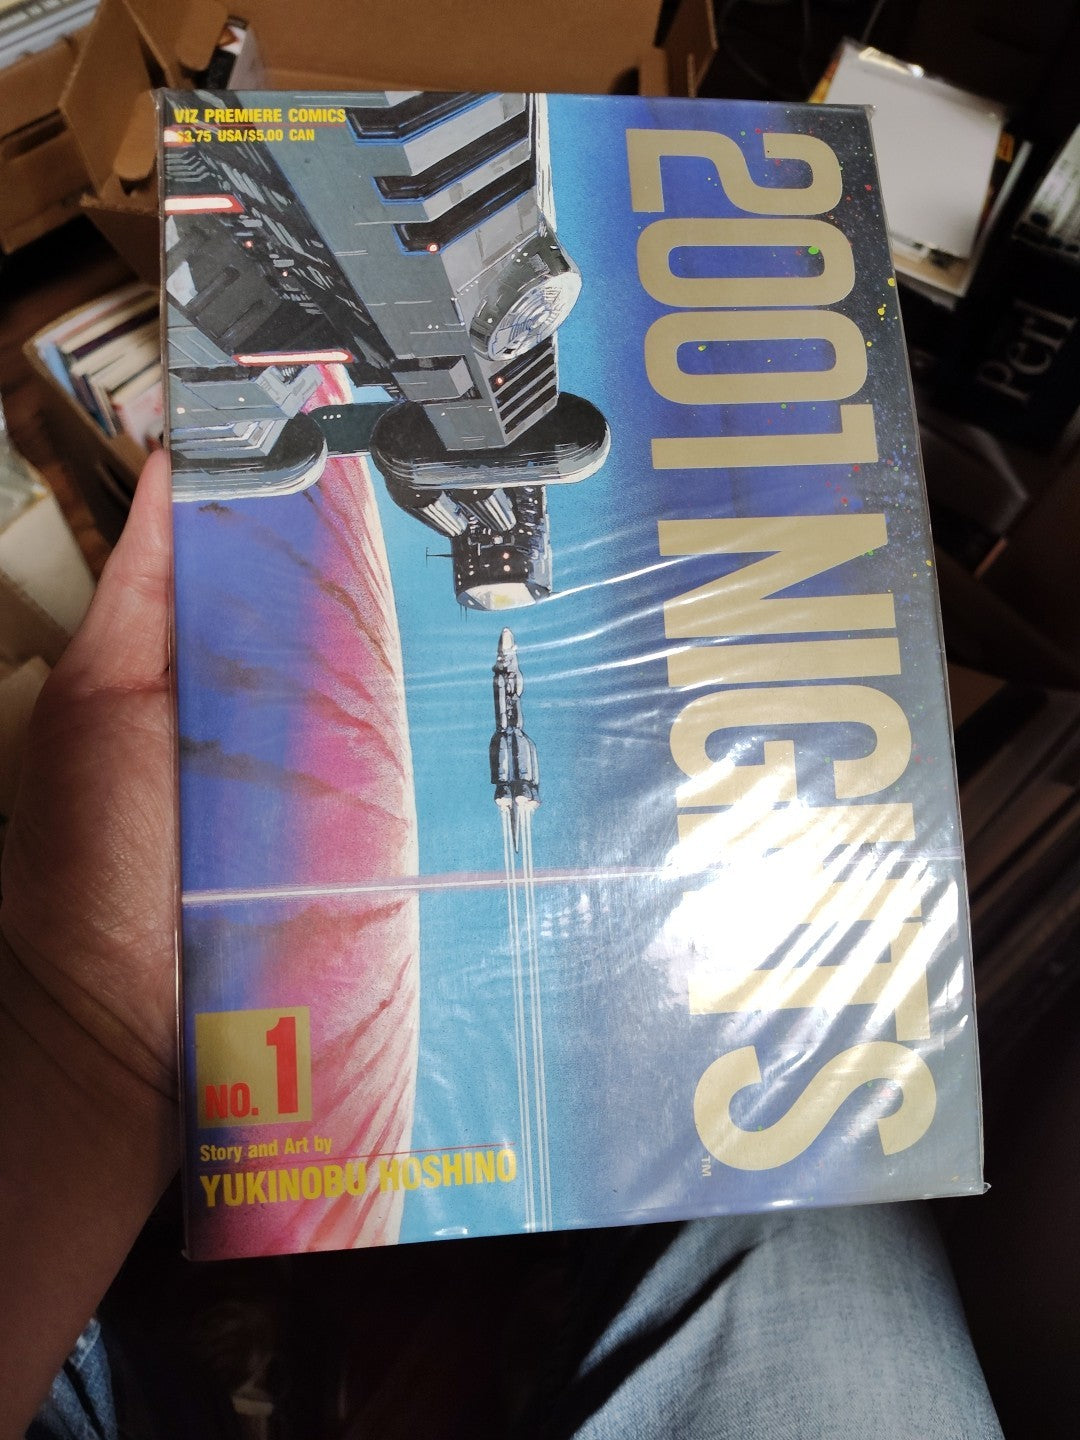 VIZ PREMIERE COMICS
$3.75 USA/$5.00 CAN
2001 NIGHTS
TM
NO. 1
Story and Art by
YUKINOBU HOSHINO
Perl